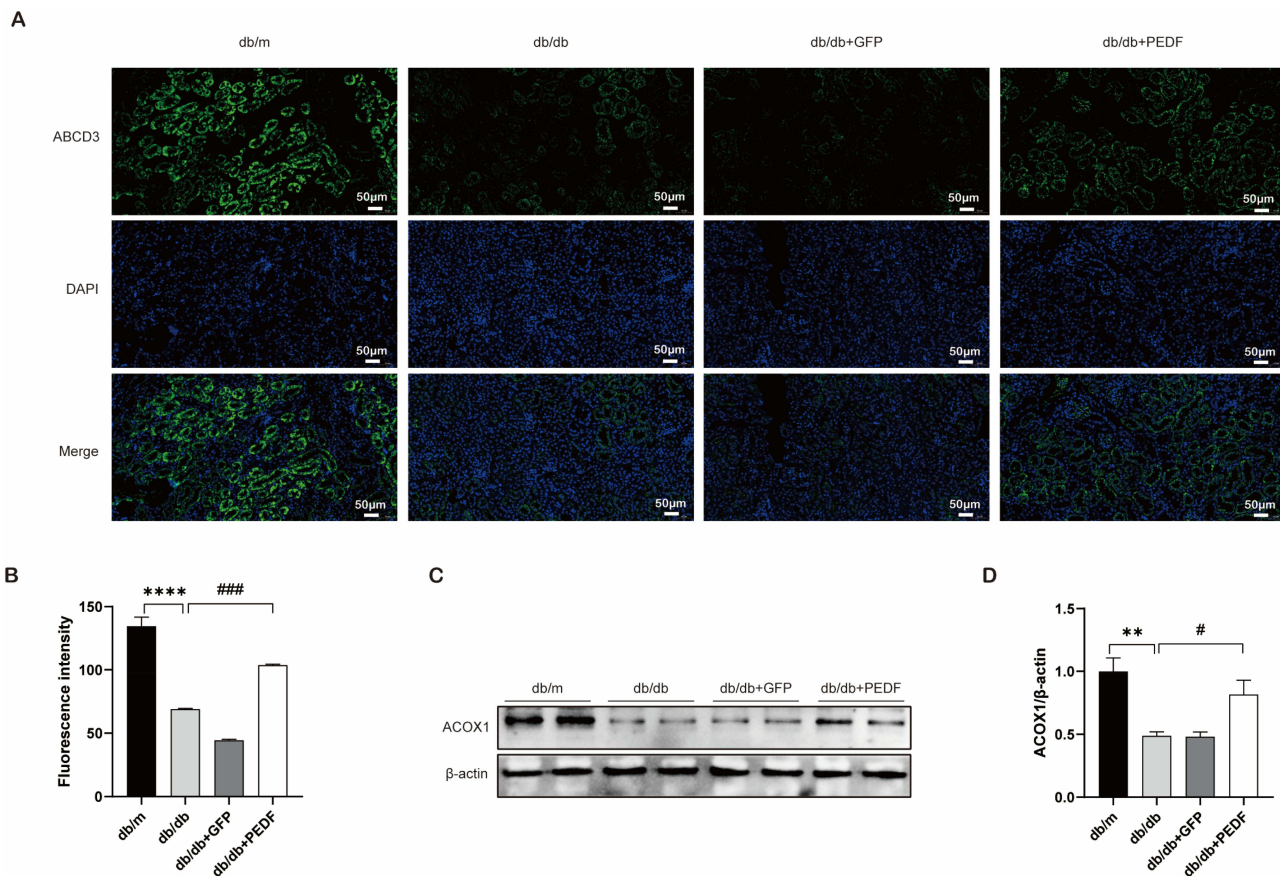 A
db/m db/db db/db+GFP db/db+PEDF
ABCD3
50μm 50μm 50μm 50μm
DAPI
50μm 50μm 50μm 50μm
Merge
50μm 50μm 50μm 50μm
B
Fluorescence intensity
150
100
50
0
****
###
db/m
db/db
db/db+GFP
db/db+PEDF
C
db/m db/db db/db+GFP db/db+PEDF
ACOX1
β-actin
D
ACOX1/β-actin
1.5
1.0
0.5
0.0
**
#
db/m
db/db
db/db+GFP
db/db+PEDF